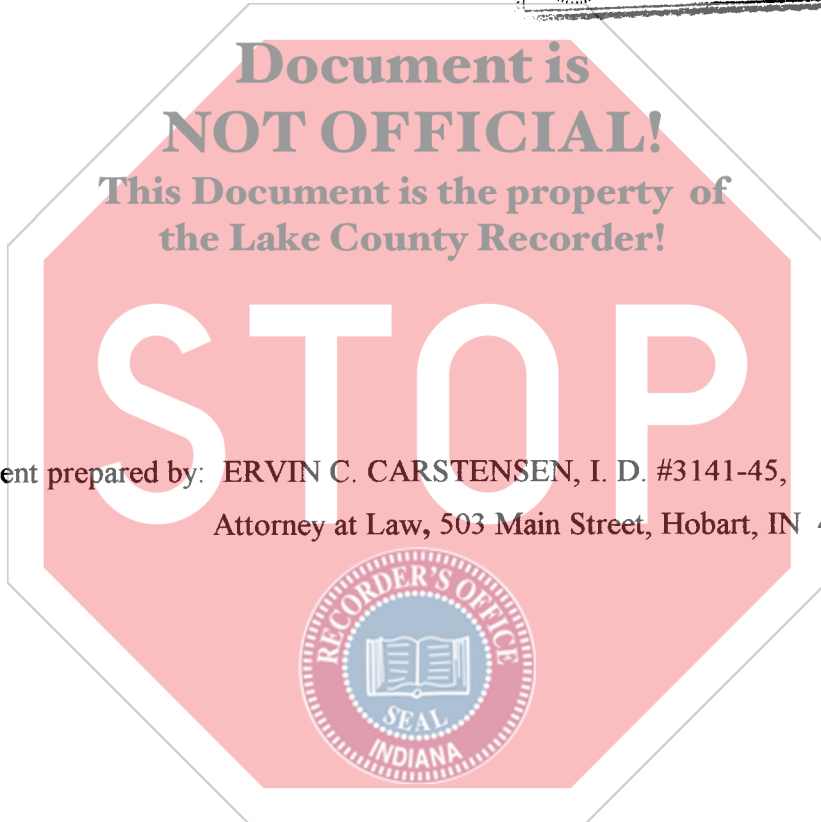 Document is
NOT OFFICIAL!
This Document is the property of
the Lake County Recorder!
STOP
ent prepared by: ERVIN C. CARSTENSEN, I. D. #3141-45,
Attorney at Law, 503 Main Street, Hobart, IN
RECORDER'S OFFICE
SEAL
INDIANA